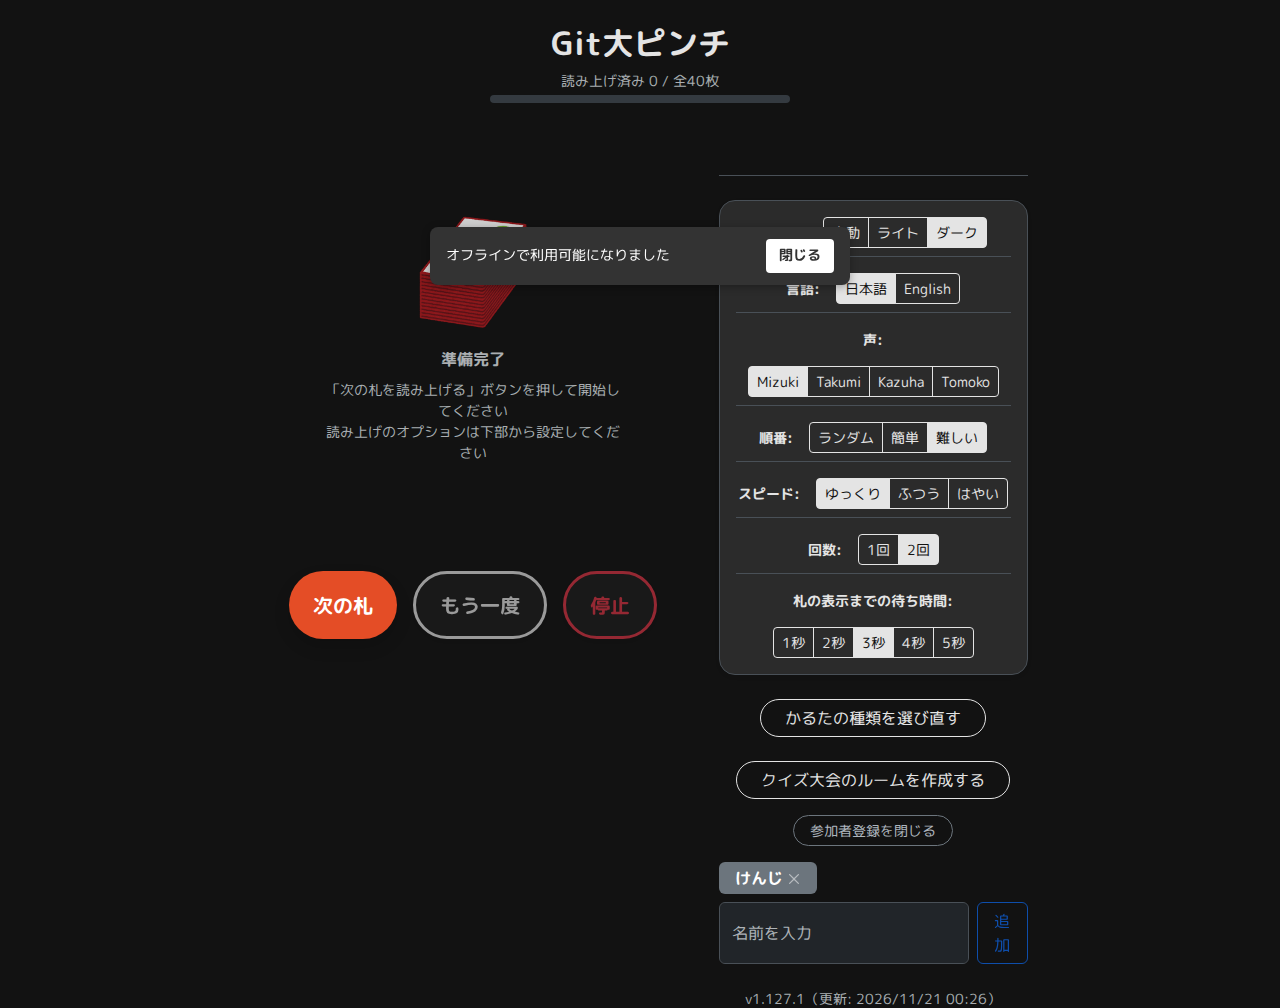 Git大ピンチ
読み上げ済み 0 / 全40枚
準備完了
「次の札を読み上げる」ボタンを押して開始し
てください
読み上げのオプションは下部から設定してくだ
さい
次の札 もう一度 停止
オフラインで利用可能になりました 閉じる
ライト ダーク
言語: 日本語 English
声:
Mizuki Takumi Kazuha Tomoko
順番: ランダム 簡単 難しい
スピード: ゆっくり ふつう はやい
回数: 1回 2回
札の表示までの待ち時間:
1秒 2秒 3秒 4秒 5秒
かるたの種類を選び直す
クイズ大会のルームを作成する
参加者登録を閉じる
けんじ ×
名前を入力
追
加
v1.127.1（更新: 2026/11/21 00:26）